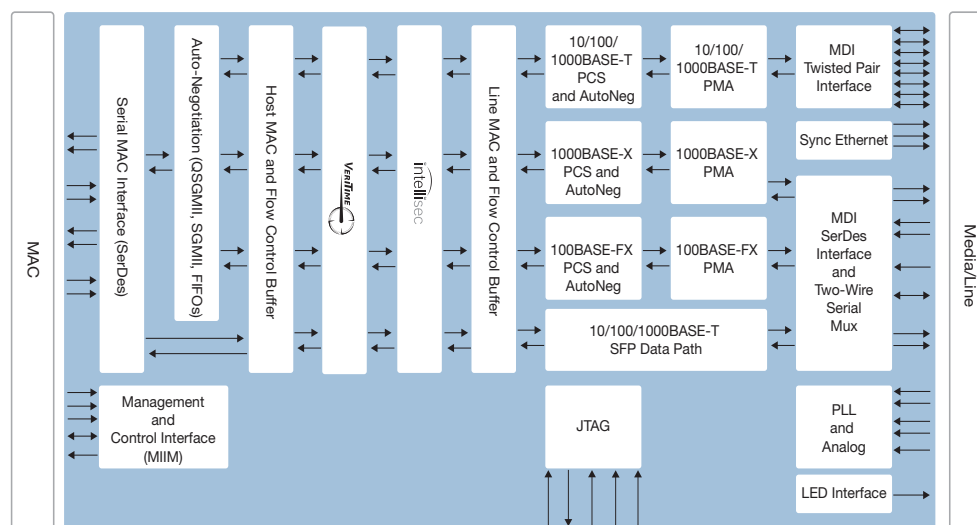 MAC
Serial MAC Interface (SerDes)
Auto-Negotiation (QSGMII, SGMII, FIFOs)
Host MAC and Flow Control Buffer
VERITIME
intellisec
Line MAC and Flow Control Buffer
10/100/
1000BASE-T
PCS
and AutoNeg
10/100/
1000BASE-T
PMA
MDI
Twisted Pair
Interface
Sync Ethernet
1000BASE-X
PCS and
AutoNeg
1000BASE-X
PMA
MDI
SerDes
Interface
and
Two-Wire
Serial
Mux
100BASE-FX
PCS and
AutoNeg
100BASE-FX
PMA
10/100/1000BASE-T
SFP Data Path
Media/Line
Management
and
Control Interface
(MIIM)
JTAG
PLL
and
Analog
LED Interface